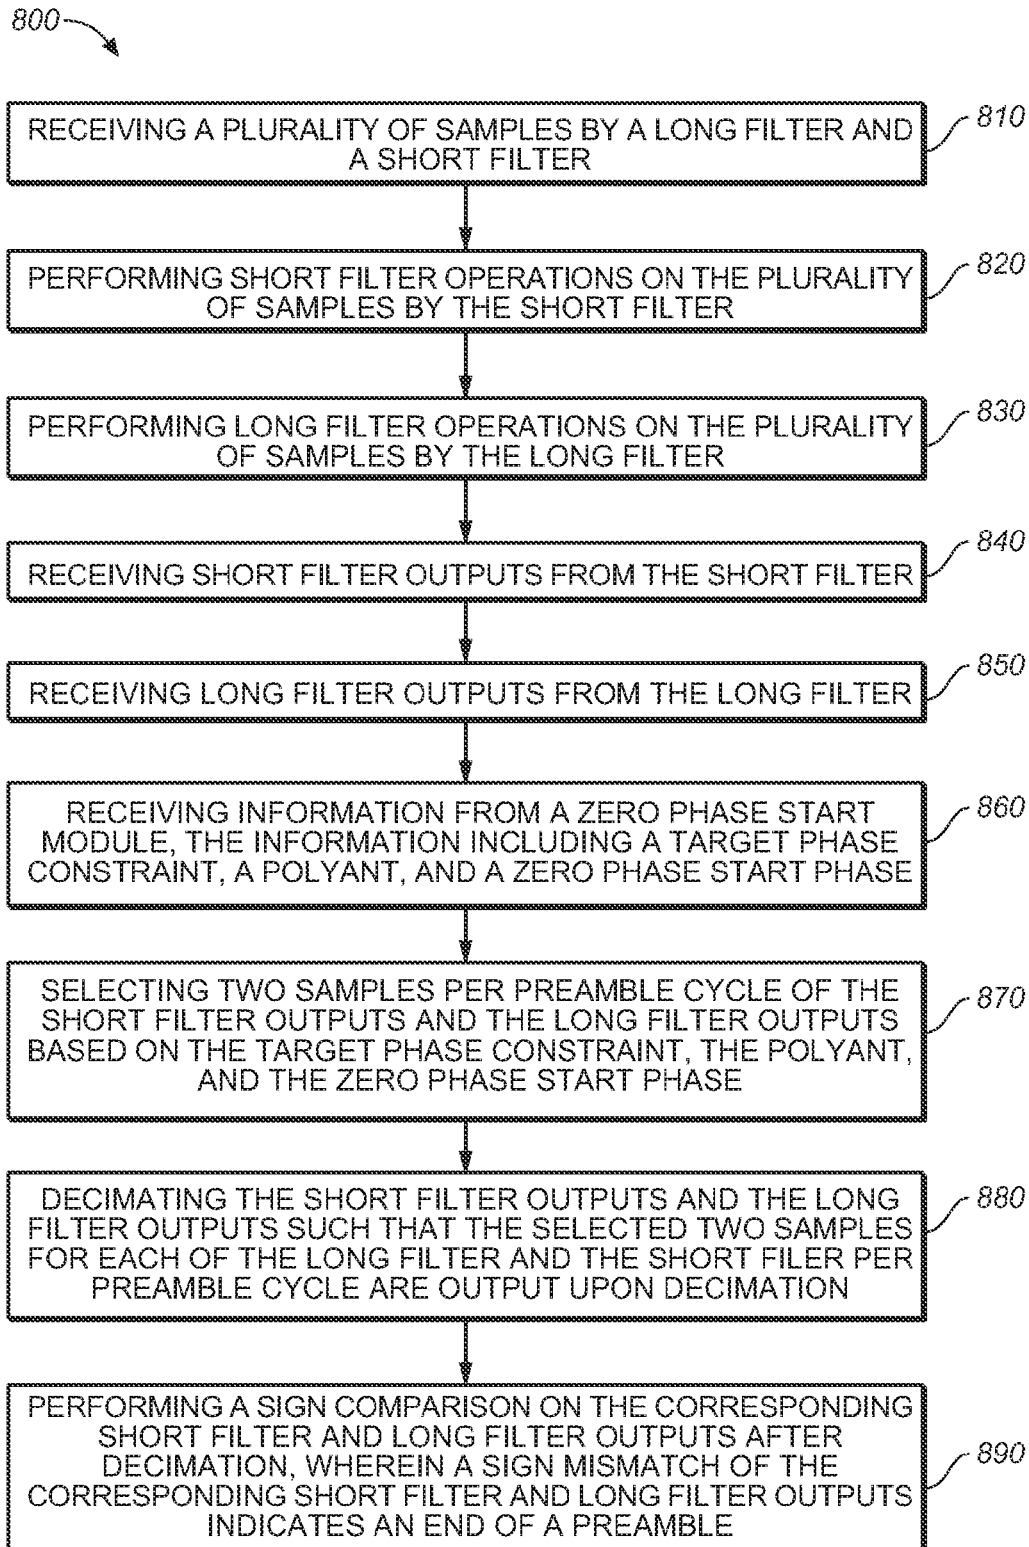 800
RECEIVING A PLURALITY OF SAMPLES BY A LONG FILTER AND
A SHORT FILTER
810
PERFORMING SHORT FILTER OPERATIONS ON THE PLURALITY
OF SAMPLES BY THE SHORT FILTER
820
PERFORMING LONG FILTER OPERATIONS ON THE PLURALITY
OF SAMPLES BY THE LONG FILTER
830
RECEIVING SHORT FILTER OUTPUTS FROM THE SHORT FILTER
840
RECEIVING LONG FILTER OUTPUTS FROM THE LONG FILTER
850
RECEIVING INFORMATION FROM A ZERO PHASE START
MODULE, THE INFORMATION INCLUDING A TARGET PHASE
CONSTRAINT, A POLYANT, AND A ZERO PHASE START PHASE
860
SELECTING TWO SAMPLES PER PREAMBLE CYCLE OF THE
SHORT FILTER OUTPUTS AND THE LONG FILTER OUTPUTS
BASED ON THE TARGET PHASE CONSTRAINT, THE POLYANT,
AND THE ZERO PHASE START PHASE
870
DECIMATING THE SHORT FILTER OUTPUTS AND THE LONG
FILTER OUTPUTS SUCH THAT THE SELECTED TWO SAMPLES
FOR EACH OF THE LONG FILTER AND THE SHORT FILER PER
PREAMBLE CYCLE ARE OUTPUT UPON DECIMATION
880
PERFORMING A SIGN COMPARISON ON THE CORRESPONDING
SHORT FILTER AND LONG FILTER OUTPUTS AFTER
DECIMATION, WHEREIN A SIGN MISMATCH OF THE
CORRESPONDING SHORT FILTER AND LONG FILTER OUTPUTS
INDICATES AN END OF A PREAMBLE
890